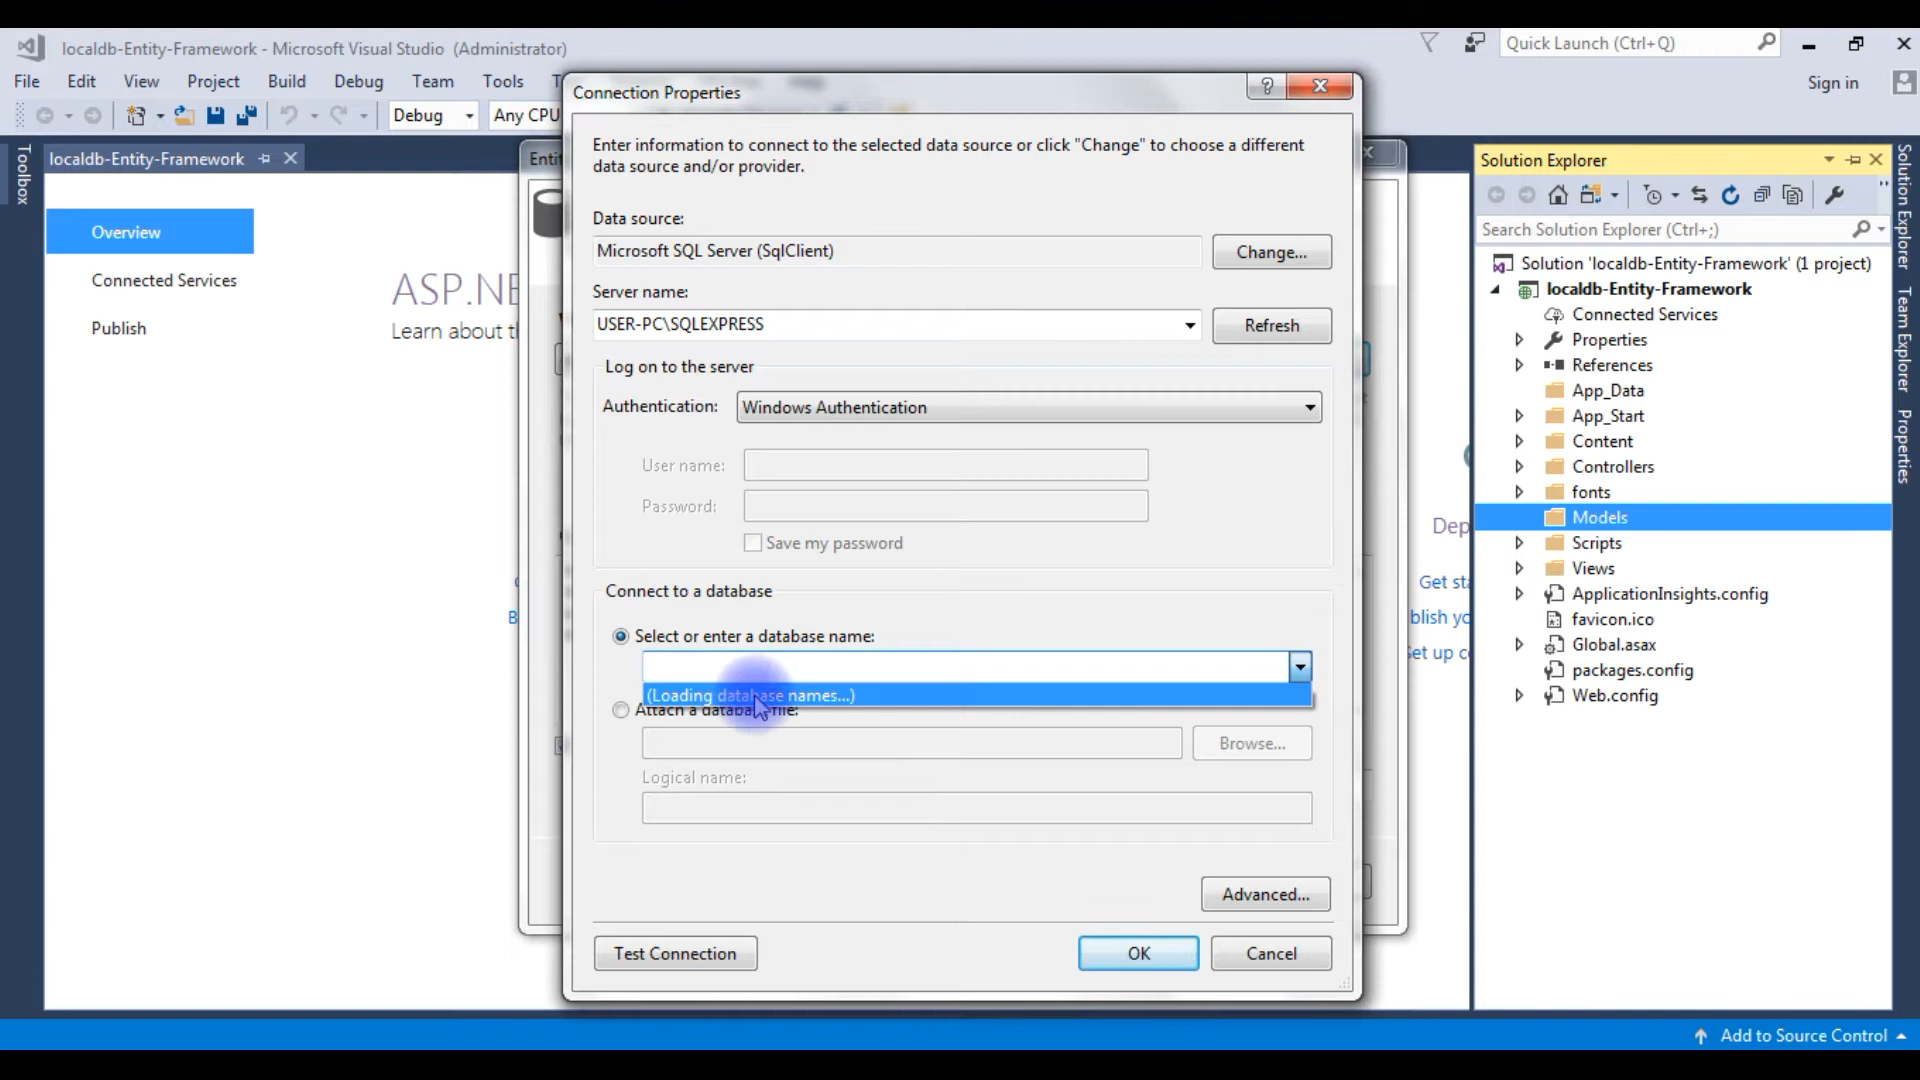 localdb-Entity-Framework - Microsoft Visual Studio (Administrator)
Quick Launch (Ctrl+Q)
File Edit View Project Build Debug Team Tools
Sign in
Debug
Any CPU
Toolbox
localdb-Entity-Framework
Overview
Connected Services
Publish
ASP.NE
Learn about th
Connection Properties
Enter information to connect to the selected data source or click "Change" to choose a different
data source and/or provider.
Data source:
Microsoft SQL Server (SqlClient)
Change...
Server name:
USER-PC\SQLEXPRESS
Refresh
Log on to the server
Authentication:
Windows Authentication
User name:
Password:
Save my password
Connect to a database
Select or enter a database name:
(Loading database names...)
Attach a database file:
Browse...
Logical name:
Advanced...
Test Connection
OK
Cancel
Dep
Get sta
blish yo
Set up co
Solution Explorer
Search Solution Explorer (Ctrl+;)
Solution 'localdb-Entity-Framework' (1 project)
localdb-Entity-Framework
Connected Services
Properties
References
App_Data
App_Start
Content
Controllers
fonts
Models
Scripts
Views
ApplicationInsights.config
favicon.ico
Global.asax
packages.config
Web.config
Solution Explorer
Team Explorer
Properties
Add to Source Control